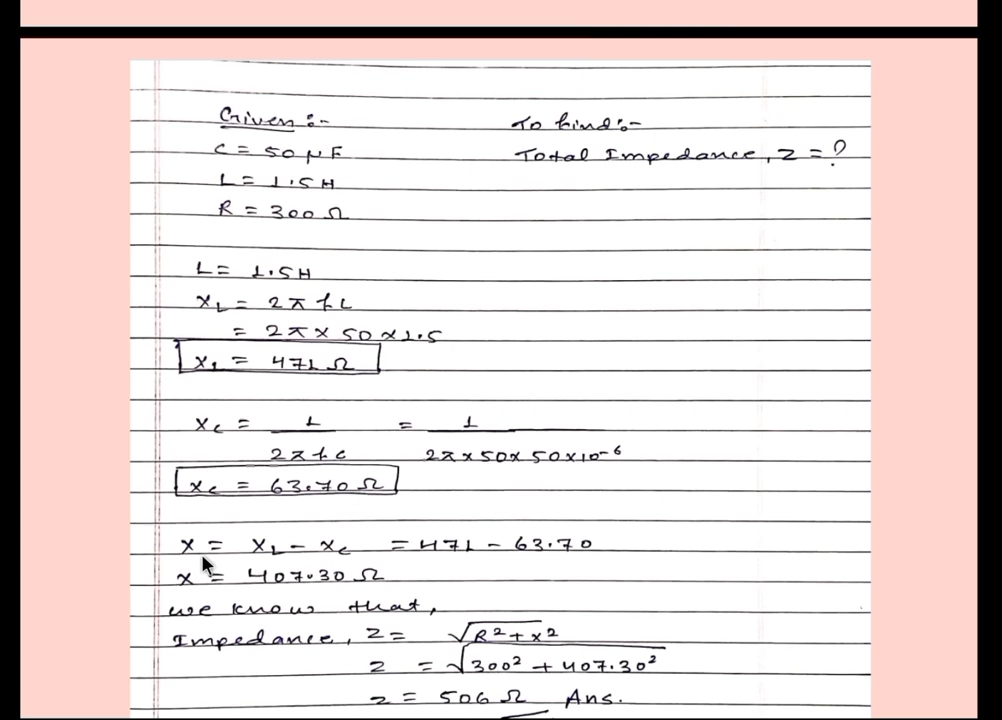 Given :- To find :-
C = 50 μF Total Impedance, Z = ?
L = 1.5 H
R = 300 Ω
L = 1.5 H
XL = 2πfL
= 2π × 50 × 1.5
XL = 471 Ω
Xc = 1 / 2πfc = 1 / 2π × 50 × 50 × 10-6
Xc = 63.70 Ω
X = XL - Xc = 471 - 63.70
X = 407.30 Ω
we know that,
Impedance, Z = √R² + X²
Z = √300² + 407.30²
Z = 506 Ω Ans.